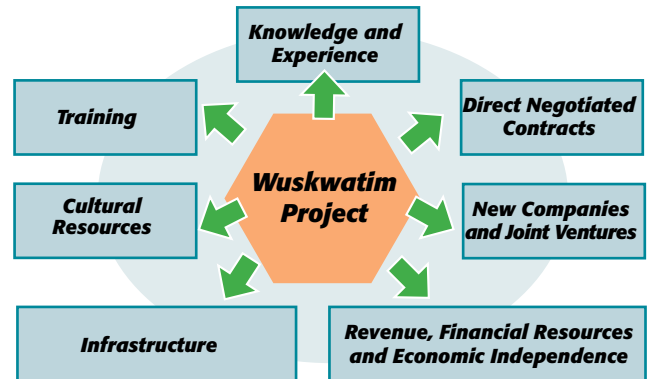 Knowledge and
Experience
Training
Direct Negotiated
Contracts
Wuskwatim
Project
Cultural
Resources
New Companies
and Joint Ventures
Infrastructure
Revenue, Financial Resources
and Economic Independence